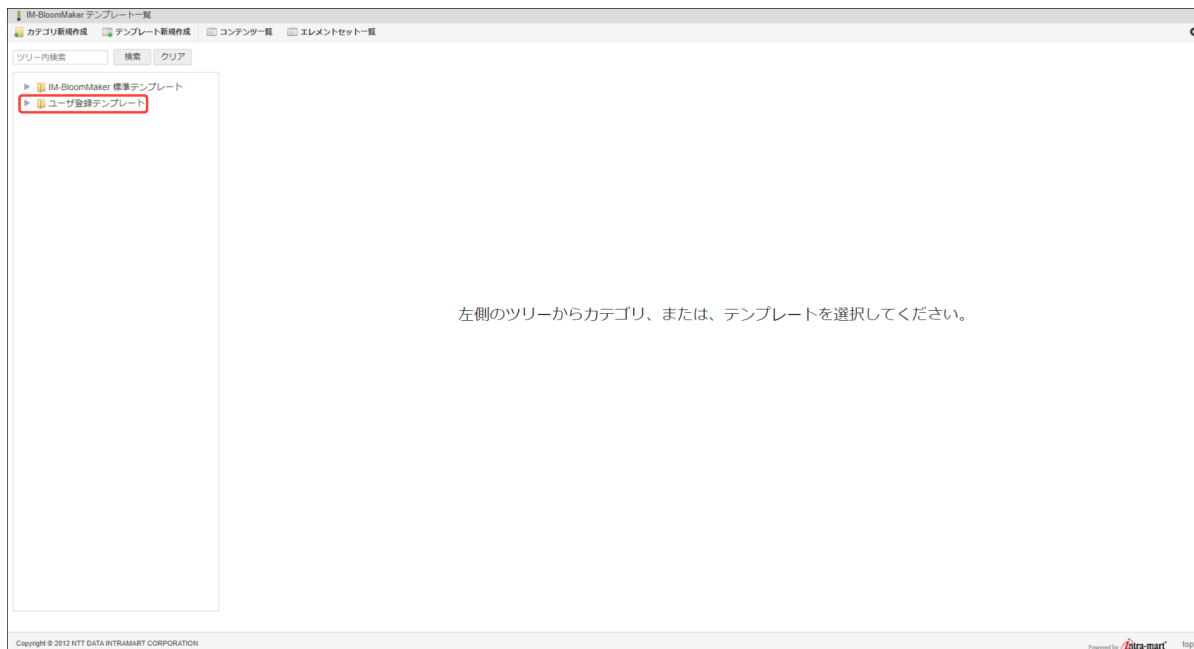 IM-BloomMaker テンプレート一覧
カテゴリ新規作成 テンプレート新規作成 コンテンツ一覧 エレメントセット一覧
ツリー内検索 検索 クリア
IM-BloomMaker 標準テンプレート
ユーザ登録テンプレート
左側のツリーからカテゴリ、または、テンプレートを選択してください。
Copyright © 2012 NTT DATA INTRAMART CORPORATION
Powered by intra-mart top